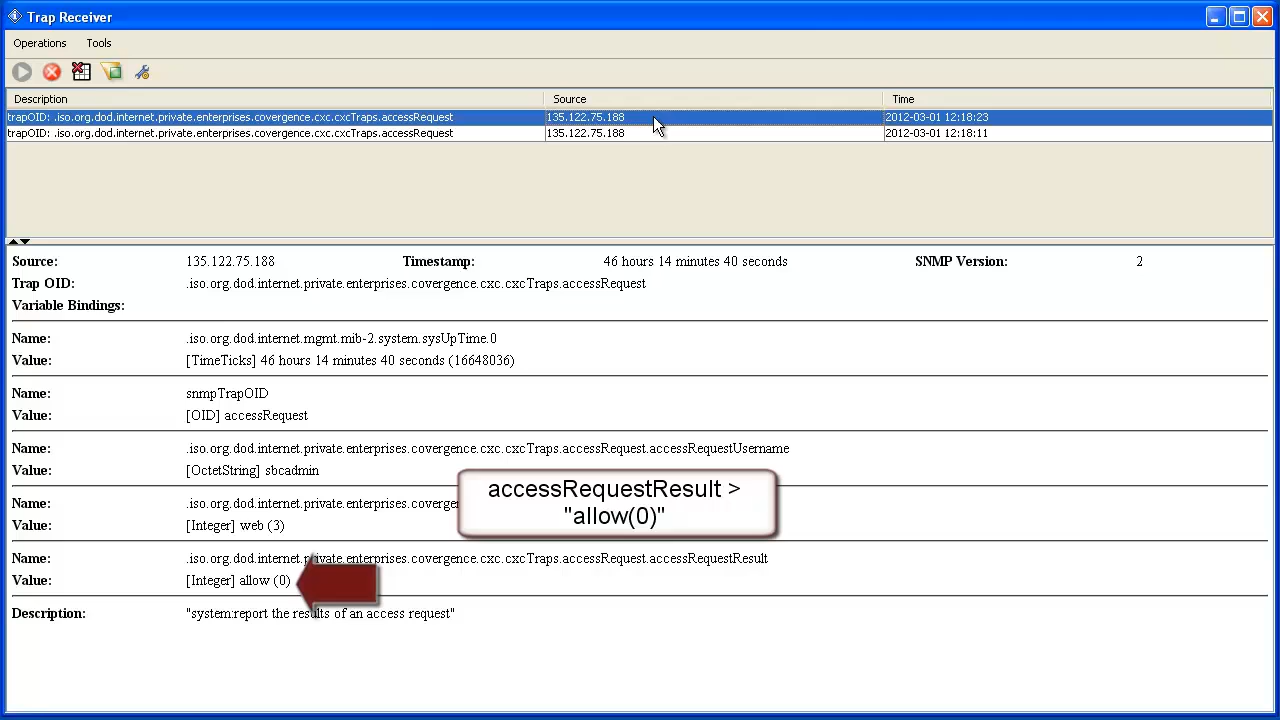 Trap Receiver
Operations Tools
Description Source Time
trapOID: .iso.org.dod.internet.private.enterprises.covergence.cxc.cxcTraps.accessRequest 135.122.75.188 2012-03-01 12:18:23
trapOID: .iso.org.dod.internet.private.enterprises.covergence.cxc.cxcTraps.accessRequest 135.122.75.188 2012-03-01 12:18:11
Source: 135.122.75.188 Timestamp: 46 hours 14 minutes 40 seconds SNMP Version: 2
Trap OID: .iso.org.dod.internet.private.enterprises.covergence.cxc.cxcTraps.accessRequest
Variable Bindings:
Name: .iso.org.dod.internet.mgmt.mib-2.system.sysUpTime.0
Value: [TimeTicks] 46 hours 14 minutes 40 seconds (16648036)
Name: snmpTrapOID
Value: [OID] accessRequest
Name: .iso.org.dod.internet.private.enterprises.covergence.cxc.cxcTraps.accessRequest.accessRequestUsername
Value: [OctetString] sbcadmin
Name: .iso.org.dod.internet.private.enterprises.coverge
Value: [Integer] web (3)
accessRequestResult >
"allow(0)"
Name: .iso.org.dod.internet.private.enterprises.covergence.cxc.cxcTraps.accessRequest.accessRequestResult
Value: [Integer] allow (0)
Description: "system:report the results of an access request"